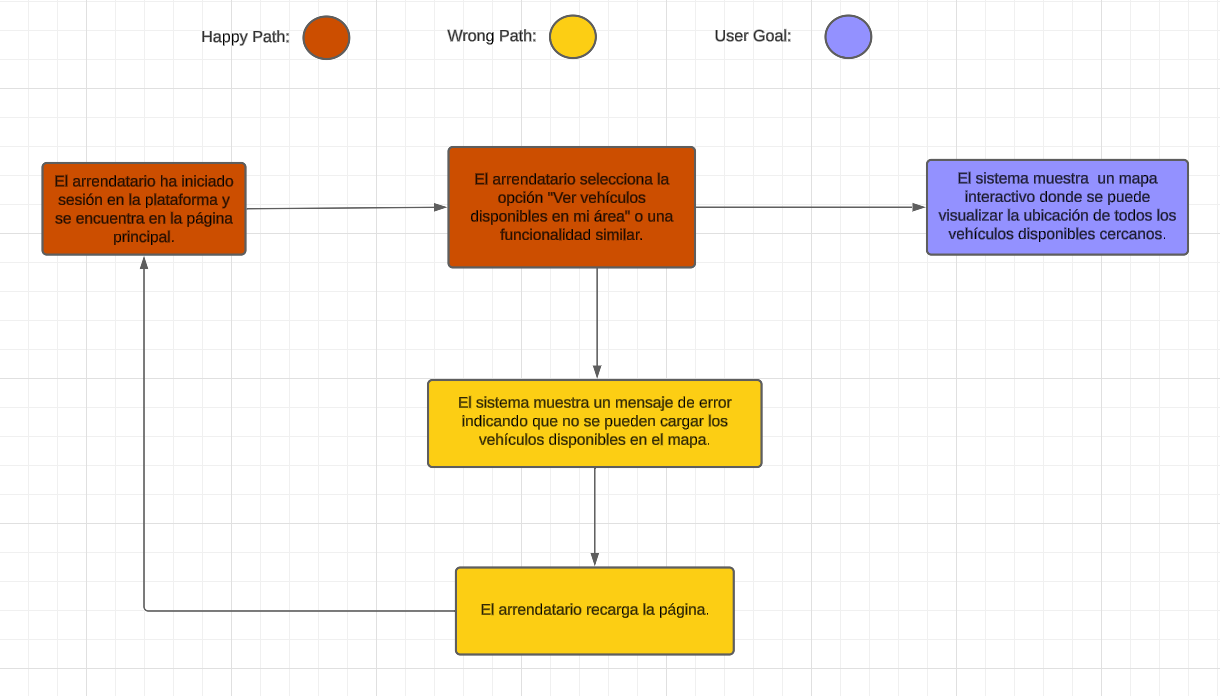 Happy Path:
Wrong Path:
User Goal:
El arrendatario ha iniciado
sesión en la plataforma y
se encuentra en la página
principal.
El arrendatario selecciona la
opción "Ver vehículos
disponibles en mi área" o una
funcionalidad similar.
El sistema muestra  un mapa
interactivo donde se puede
visualizar la ubicación de todos los
vehículos disponibles cercanos.
El sistema muestra un mensaje de error
indicando que no se pueden cargar los
vehículos disponibles en el mapa.
El arrendatario recarga la página.